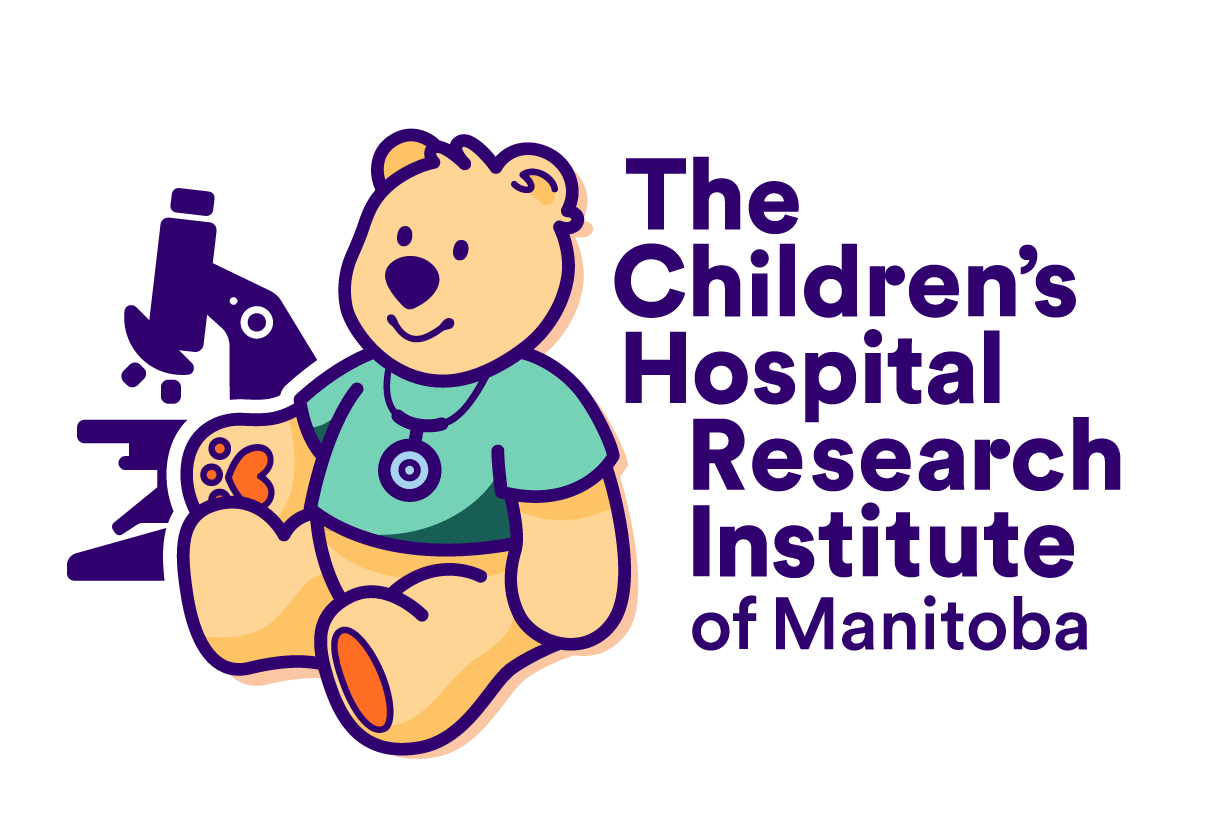 The
Children’s
Hospital
Research
Institute
of Manitoba